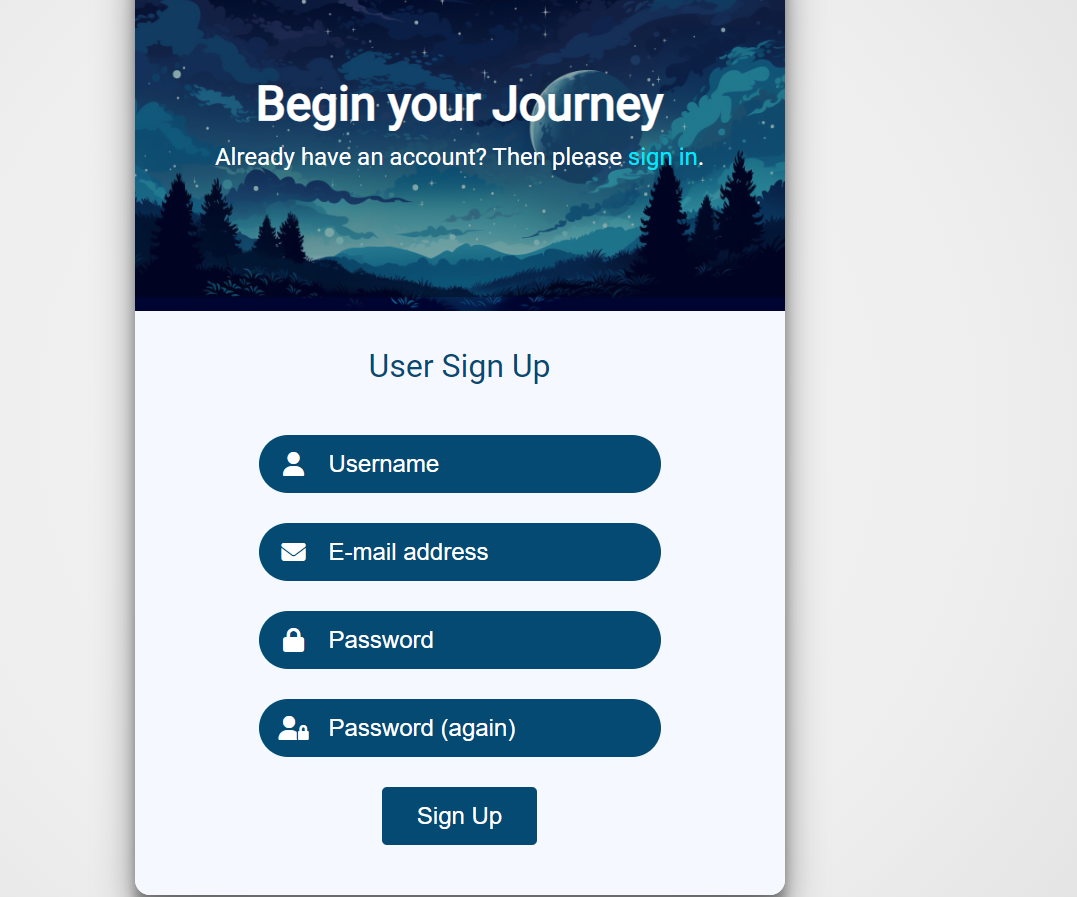 Begin your Journey
Already have an account? Then please sign in.
User Sign Up
Username
E-mail address
Password
Password (again)
Sign Up